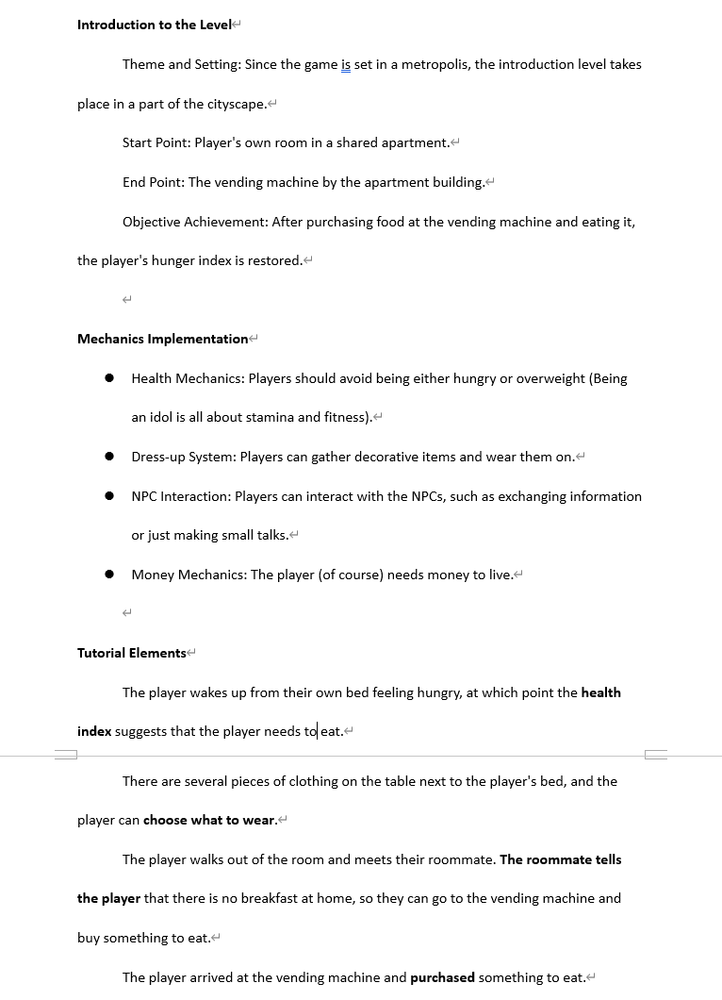 Introduction to the Level
Theme and Setting: Since the game is set in a metropolis, the introduction level takes
place in a part of the cityscape.
Start Point: Player's own room in a shared apartment.
End Point: The vending machine by the apartment building.
Objective Achievement: After purchasing food at the vending machine and eating it,
the player's hunger index is restored.
Mechanics Implementation
● Health Mechanics: Players should avoid being either hungry or overweight (Being
an idol is all about stamina and fitness).
● Dress-up System: Players can gather decorative items and wear them on.
● NPC Interaction: Players can interact with the NPCs, such as exchanging information
or just making small talks.
● Money Mechanics: The player (of course) needs money to live.
Tutorial Elements
The player wakes up from their own bed feeling hungry, at which point the health
index suggests that the player needs to eat.
There are several pieces of clothing on the table next to the player's bed, and the
player can choose what to wear.
The player walks out of the room and meets their roommate. The roommate tells
the player that there is no breakfast at home, so they can go to the vending machine and
buy something to eat.
The player arrived at the vending machine and purchased something to eat.